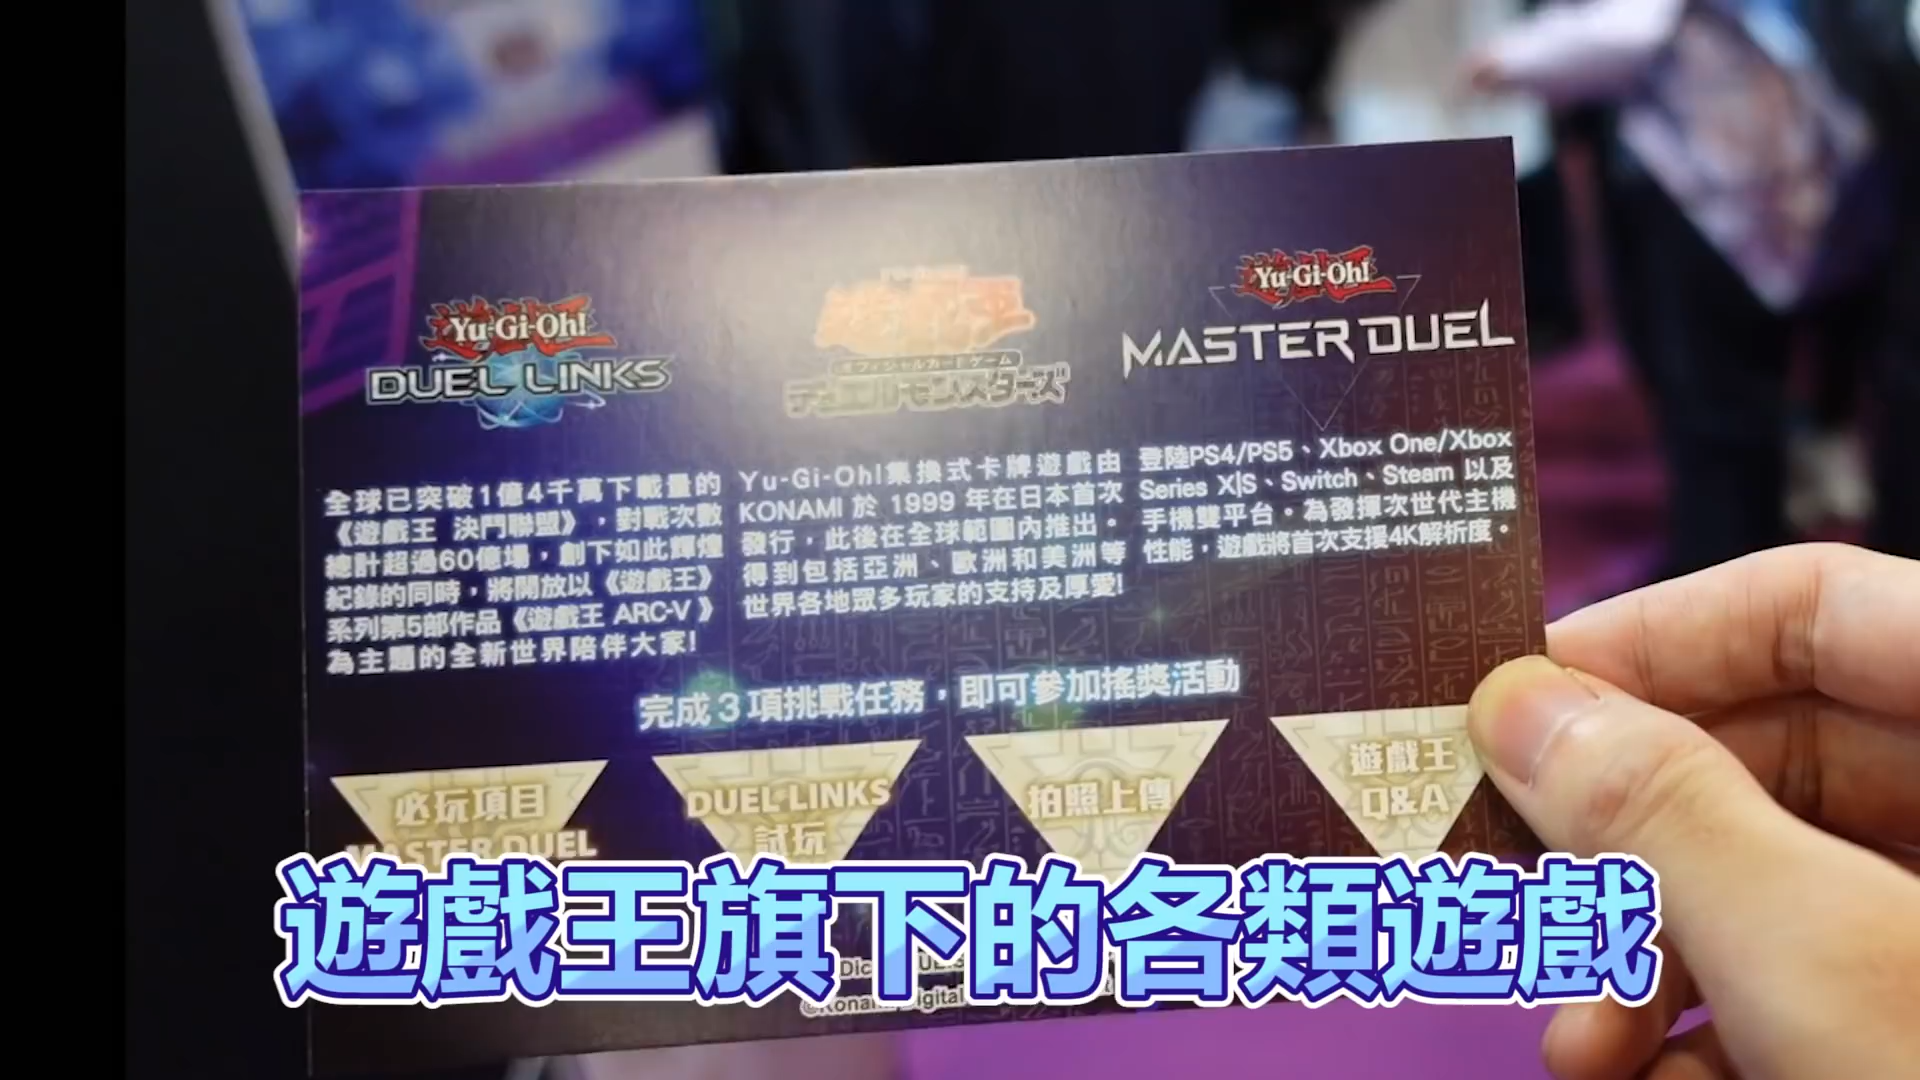 Yu-Gi-Oh!
DUEL LINKS
全球已突破1億4千萬下載量的
《遊戲王 決鬥聯盟》，對戰次數
總計超過60億場，創下如此輝煌
紀錄的同時，將開放以《遊戲王》
系列第5部作品《遊戲王 ARC-V 》
為主題的全新世界陪伴大家!
オフィシャルカードゲーム
デュエルモンスターズ
Yu-Gi-Oh!集換式卡牌遊戲由
KONAMI 於 1999 年在日本首次
發行，此後在全球範圍內推出。
得到包括亞洲、歐洲和美洲等
世界各地眾多玩家的支持及厚愛!
Yu-Gi-Oh!
MASTER DUEL
登陸PS4/PS5、Xbox One/Xbox
Series X|S、Switch、Steam 以及
手機雙平台。為發揮次世代主機
性能，遊戲將首次支援4K解析度。
完成3項挑戰任務，即可參加搖獎活動
必玩項目
MASTER DUEL
DUEL LINKS
試玩
拍照上傳
遊戲王
Q&A
遊戲王旗下的各類遊戲
©Konami Digital